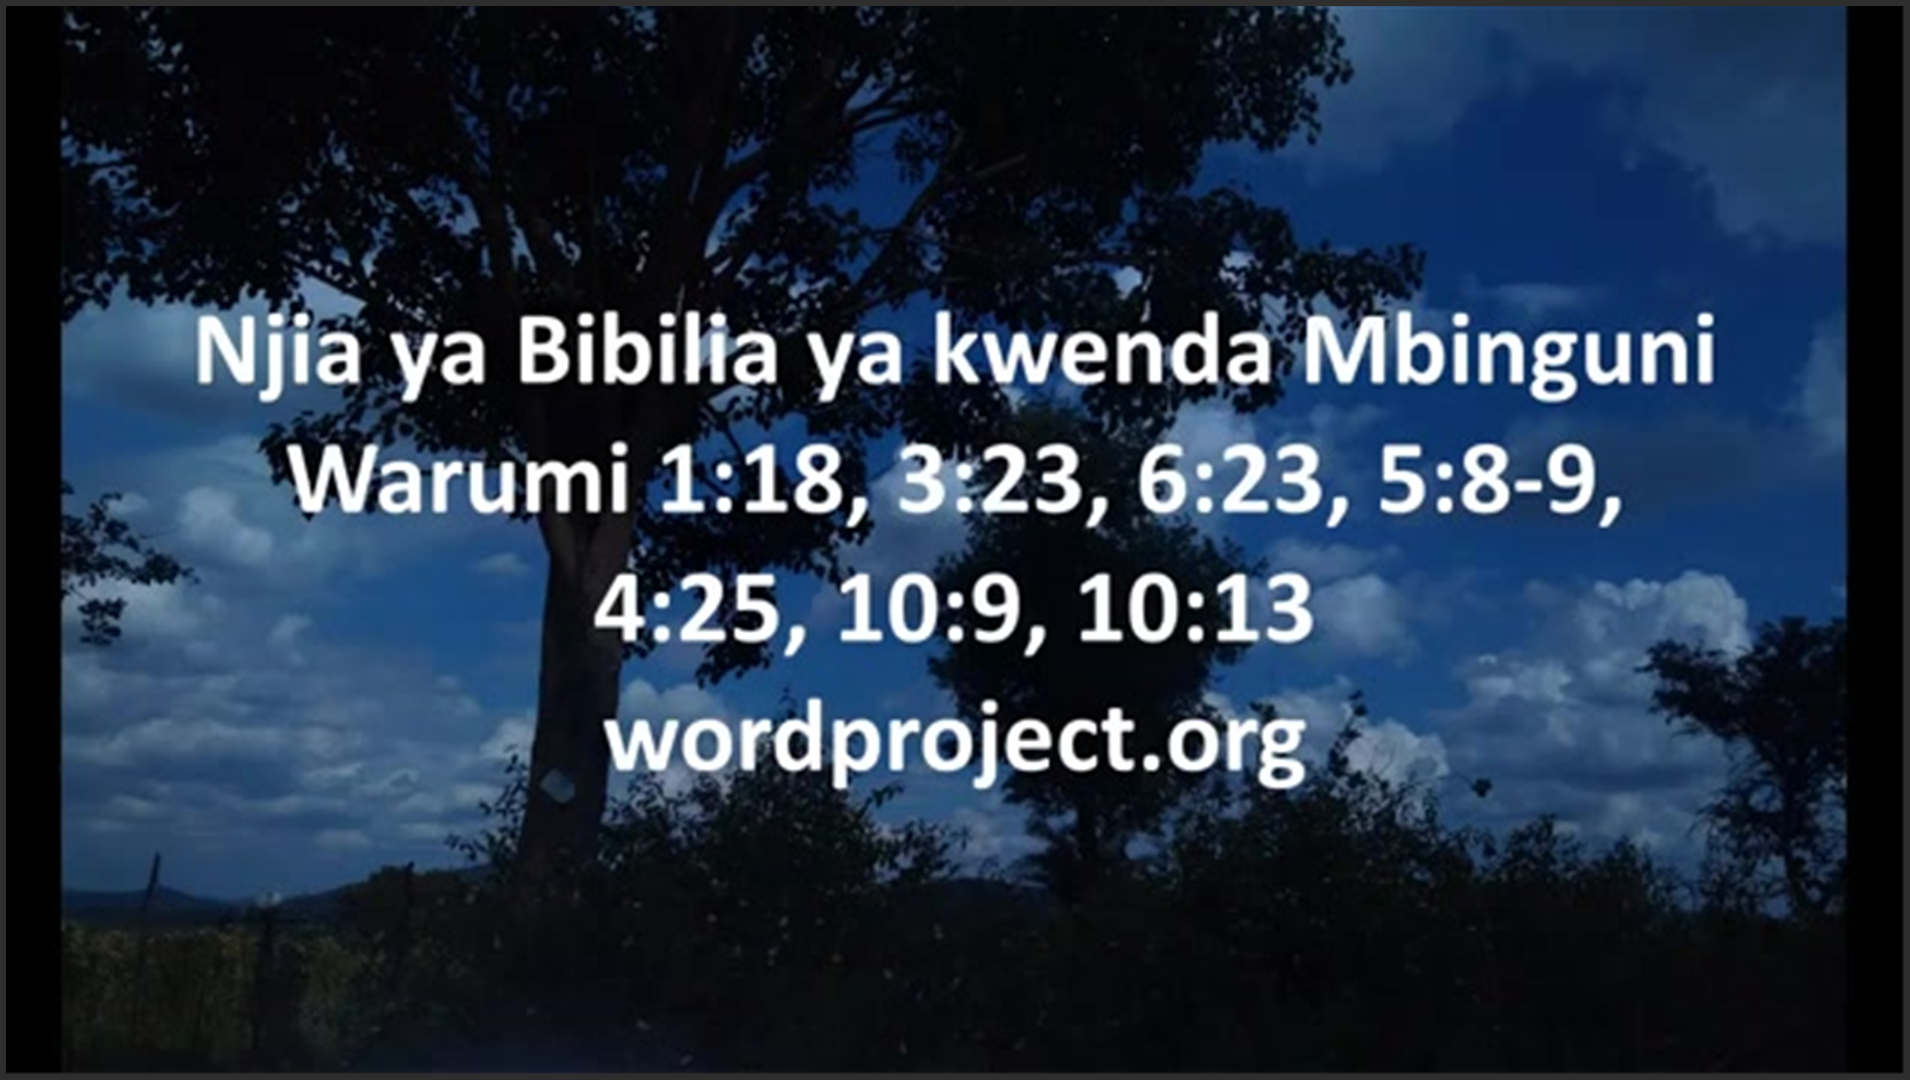 Njia ya Bibilia ya kwenda Mbinguni
Warumi 1:18, 3:23, 6:23, 5:8-9,
4:25, 10:9, 10:13
wordproject.org